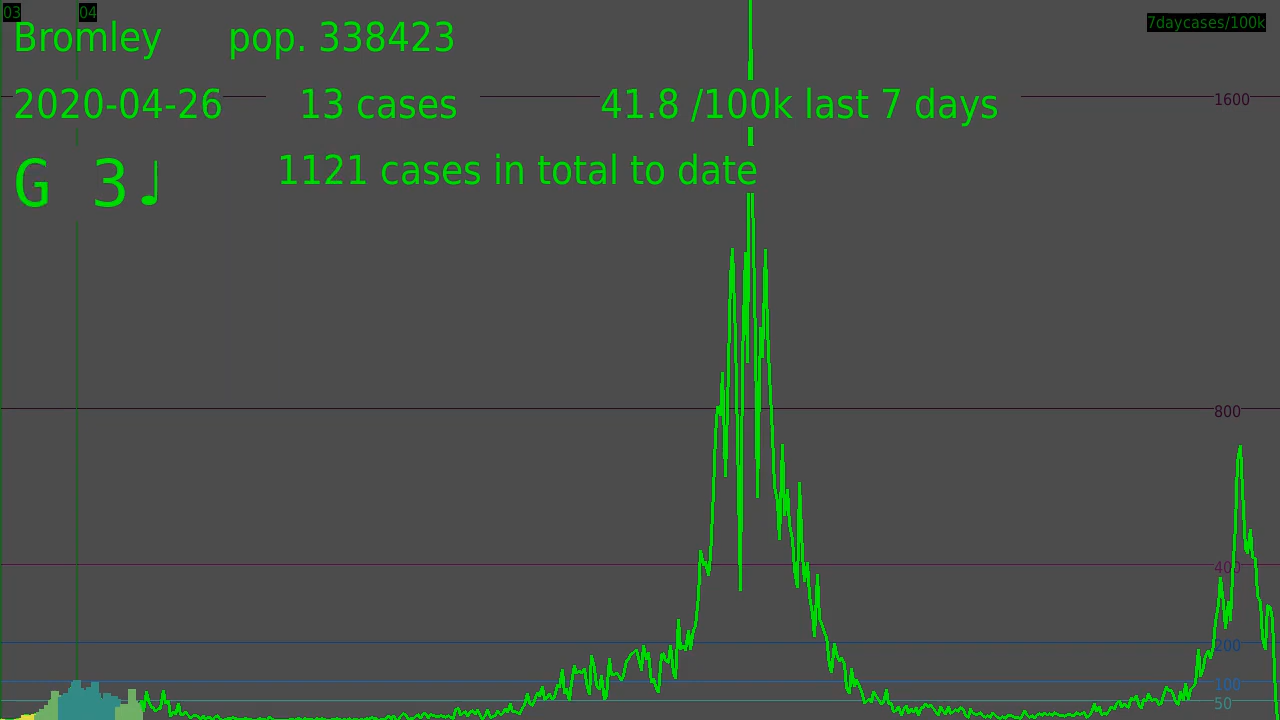 03 04 7daycases/100k
Bromley pop. 338423
2020-04-26 13 cases 41.8 /100k last 7 days 1600
G 3♩ 1121 cases in total to date
800
400
200
100
50